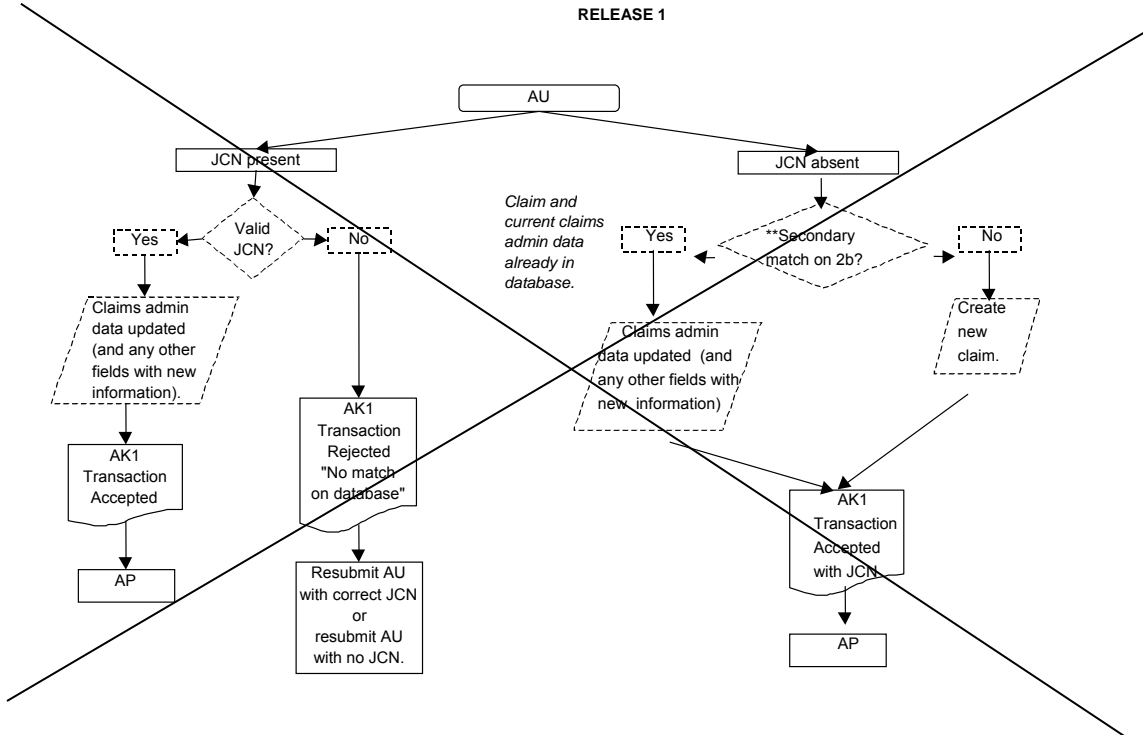 RELEASE 1
AU
JCN present
JCN absent
Valid
JCN?
Yes
No
Claim and
current claims
admin data
already in
database.
Yes
**Secondary
match on 2b?
No
Claims admin
data updated
(and any other
fields with new
information).
Claims admin
data updated (and
any other fields with
new information)
Create
new
claim.
AK1
Transaction
Accepted
AK1
Transaction
Rejected
"No match
on database"
AK1
Transaction
Accepted
with JCN
AP
Resubmit AU
with correct JCN
or
resubmit AU
with no JCN.
AP